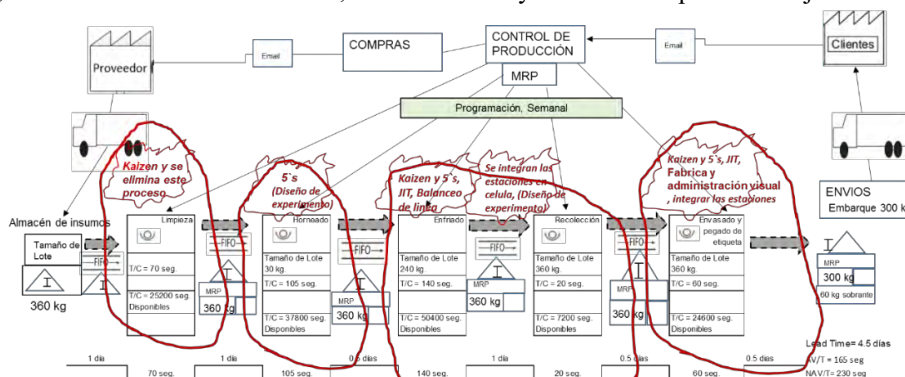 Proveedor
Email
COMPRAS
CONTROL DE
PRODUCCIÓN
MRP
Email
Clientes
Programación, Semanal
Kaizen y se
elimina este
proceso
5`s
(Diseño de
experimento)
Kaizen y 5`s,
JIT, Balanceo
de linea
Se integran las
estaciones en
celula, (Diseño de
experimento)
Kaizen y 5`s, JIT,
Fabrica y
administración visual
, integrar las estaciones
ENVIOS
Embarque 300 k
Almacén de insumos
Tamaño de
Lote
I
360 kg
FIFO
I
Limpieza
T/C = 70 seg.
T/C = 25200 seg.
Disponibles
FIFO
I
MRP
360 kg
Horneado
Tamaño de Lote
30 kg.
T/C = 105 seg.
T/C = 37800 seg.
Disponibles
FIFO
I
MRP
360 kg
Enfriado
Tamaño de Lote
240 kg
T/C = 140 seg.
T/C = 50400 seg.
Disponibles
FIFO
I
MRP
360 kg
Recolección
Tamaño de Lote
360 kg.
T/C = 20 seg.
T/C = 7200 seg.
Disponibles
FIFO
I
MRP
360 kg
Envasado y
pegado de
etiqueta
Tamaño de Lote
360 kg.
T/C = 60 seg.
T/C = 24600 seg.
Disponibles
I
MRP
300 kg
60 kg sobrante
1 día
70 seg.
1 día
105 seg.
0.5 días
140 seg.
1 día
20 seg.
0.5 días
60 seg.
0.5 días
Lead Time= 4.5 días
AV/T = 165 seg
NAV/T= 230 seg